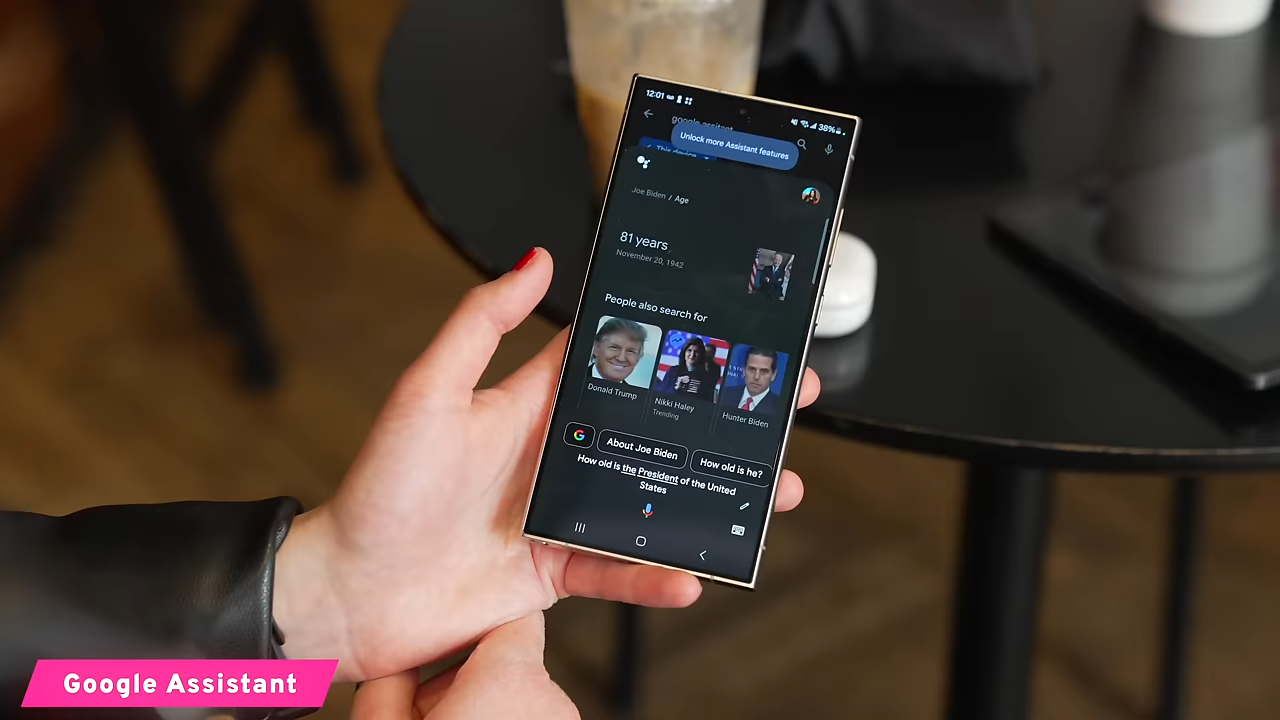 12:01
38%
google assitant
Unlock more Assistant features
This device
Joe Biden / Age
81 years
November 20, 1942
People also search for
Donald Trump
Nikki Haley
Trending
Hunter Biden
About Joe Biden
How old is he?
How old is the President of the United
States
Google Assistant